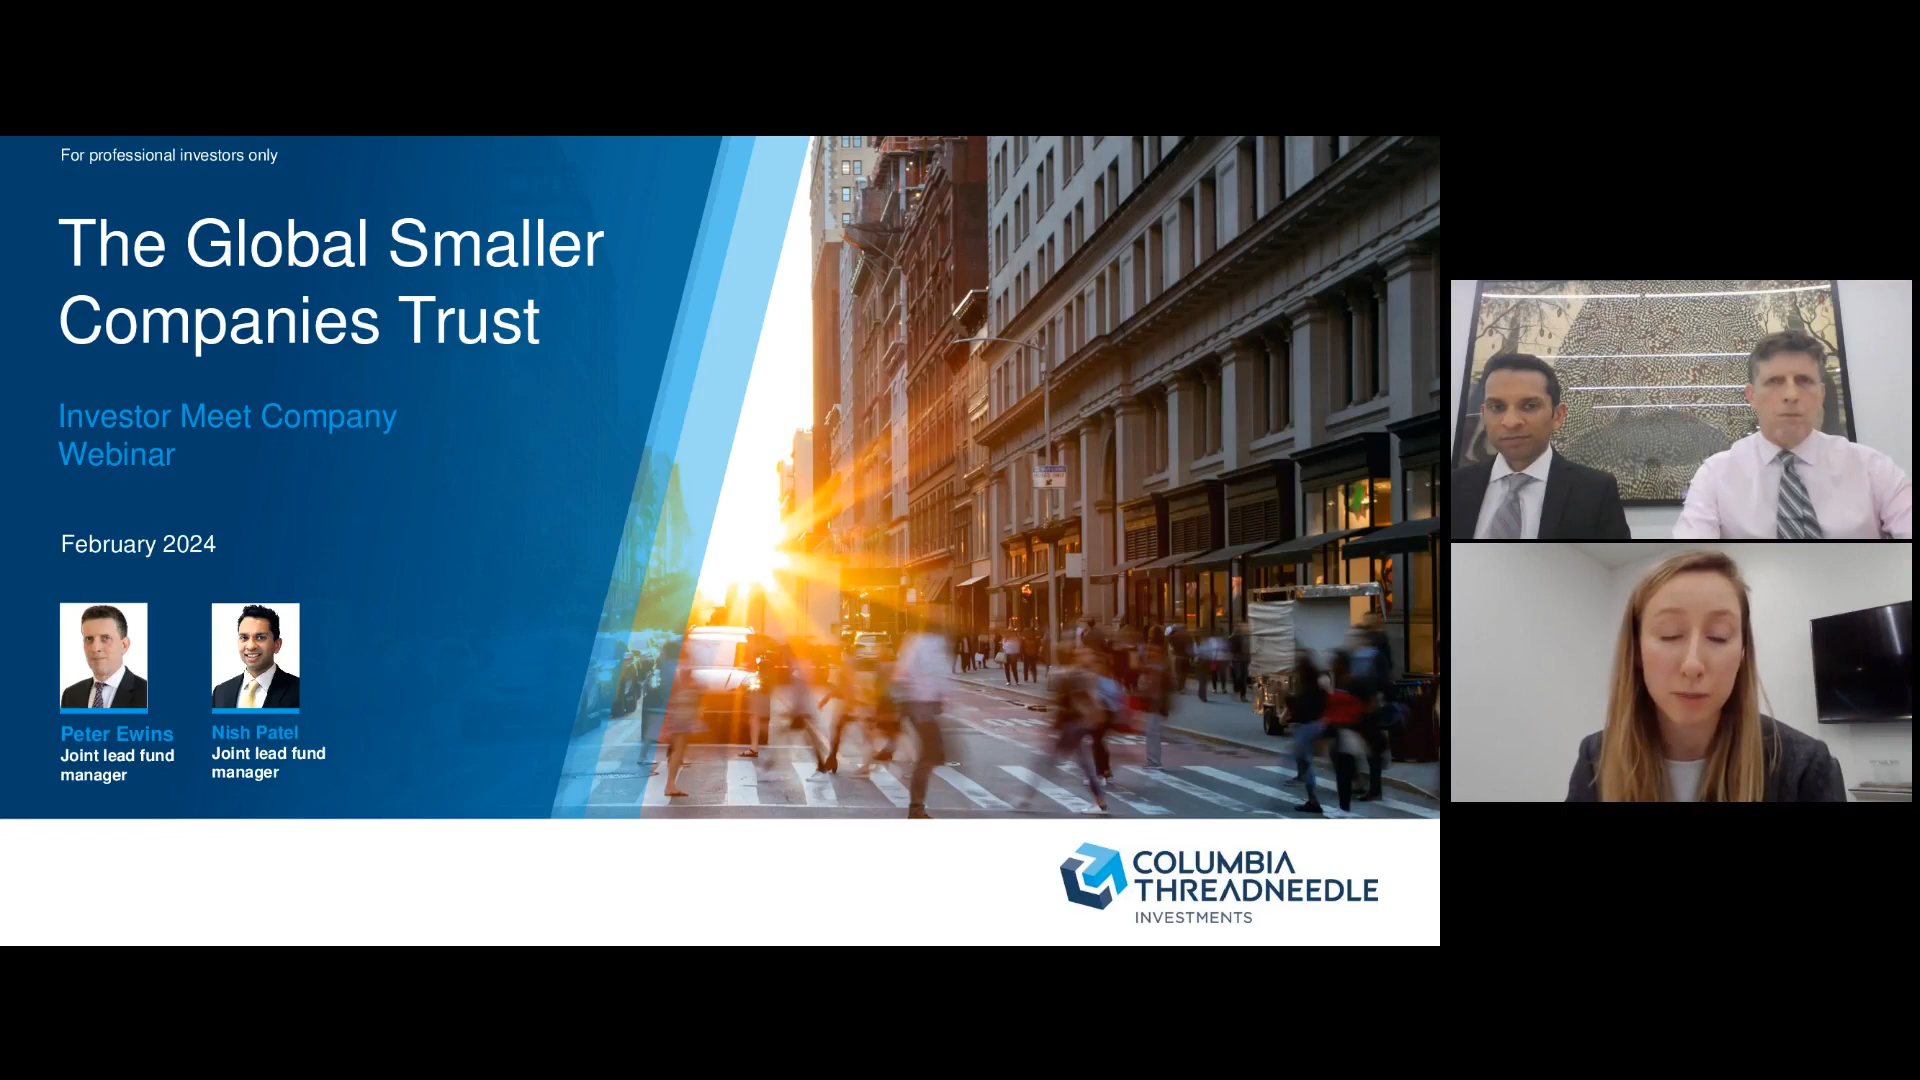 For professional investors only
The Global Smaller
Companies Trust
Investor Meet Company
Webinar
February 2024
Peter Ewins
Joint lead fund
manager
Nish Patel
Joint lead fund
manager
COLUMBIA
THREADNEEDLE
INVESTMENTS